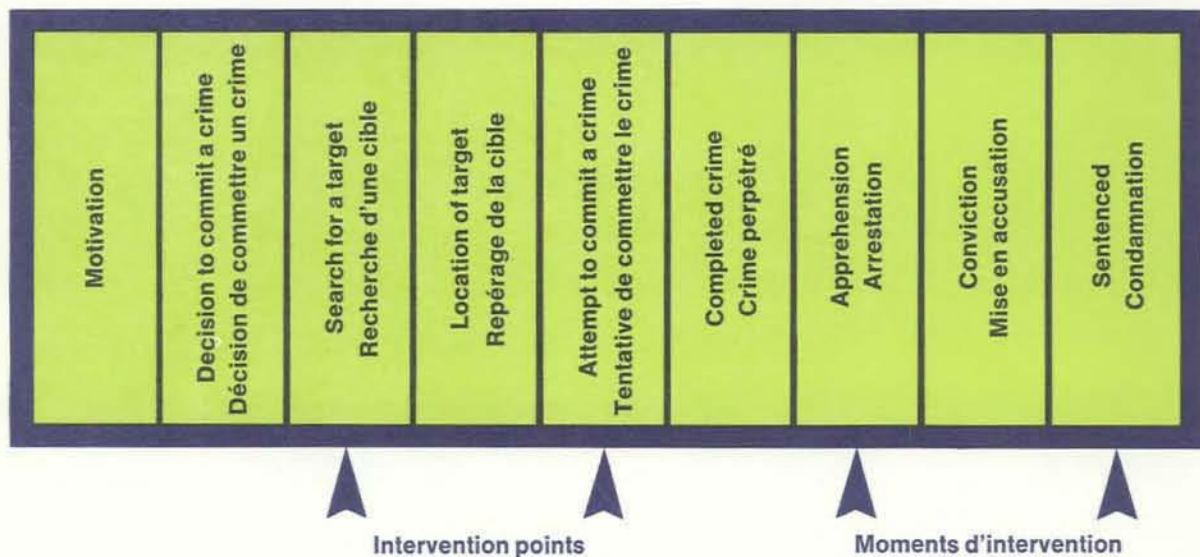 Motivation
Decision to commit a crime
Décision de commettre un crime
Search for a target
Recherche d'une cible
Location of target
Repérage de la cible
Attempt to commit a crime
Tentative de commettre le crime
Completed crime
Crime perpétré
Apprehension
Arrestation
Conviction
Mise en accusation
Sentenced
Condamnation
Intervention points
Moments d'intervention